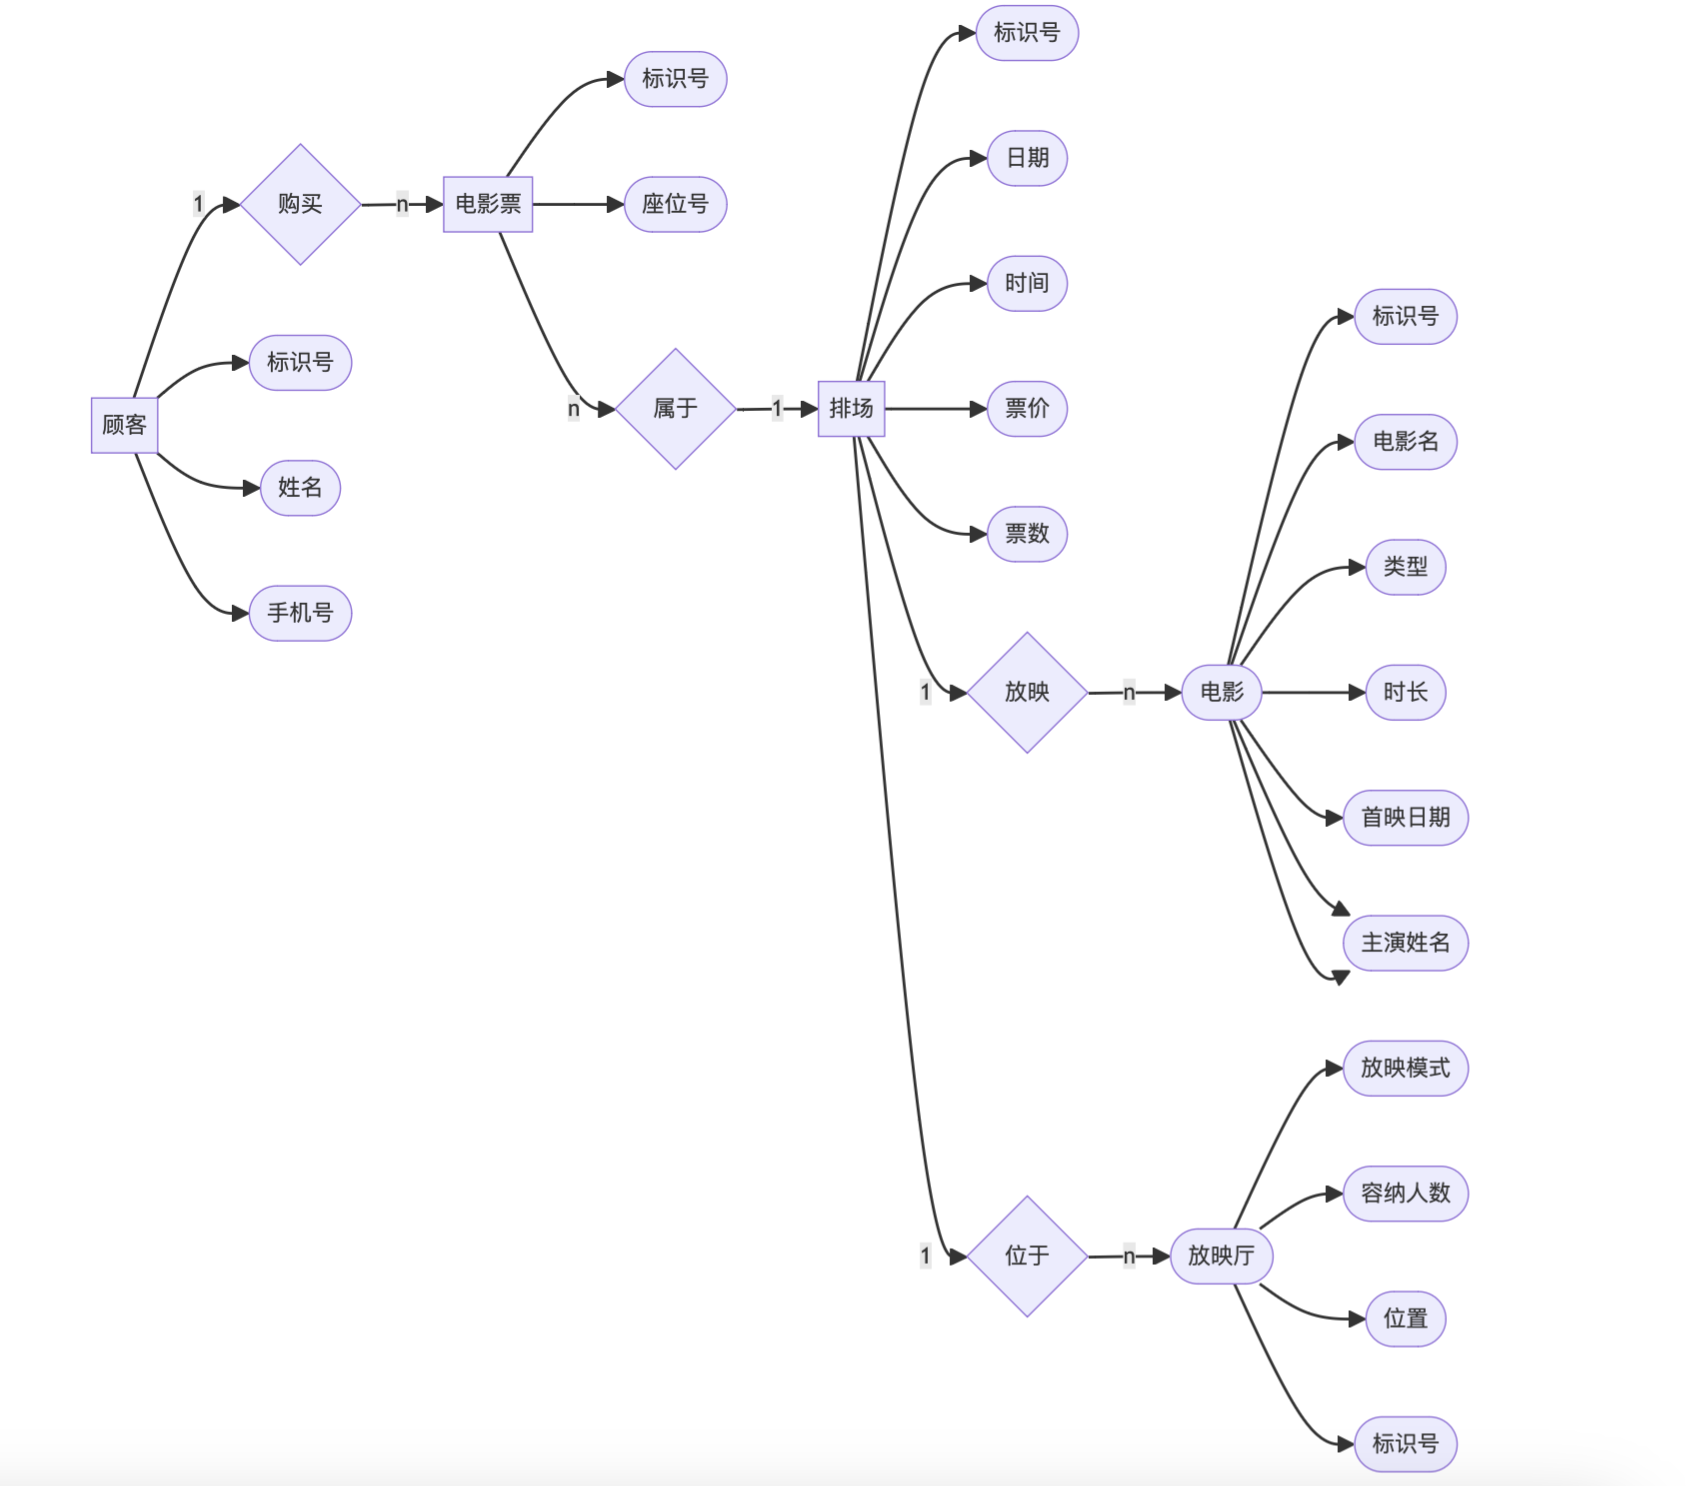 标识号
标识号
日期
1
购买
n
电影票
座位号
时间
标识号
标识号
顾客
n
属于
1
排场
票价
电影名
姓名
票数
类型
手机号
1
放映
n
电影
时长
首映日期
主演姓名
放映模式
容纳人数
1
位于
n
放映厅
位置
标识号